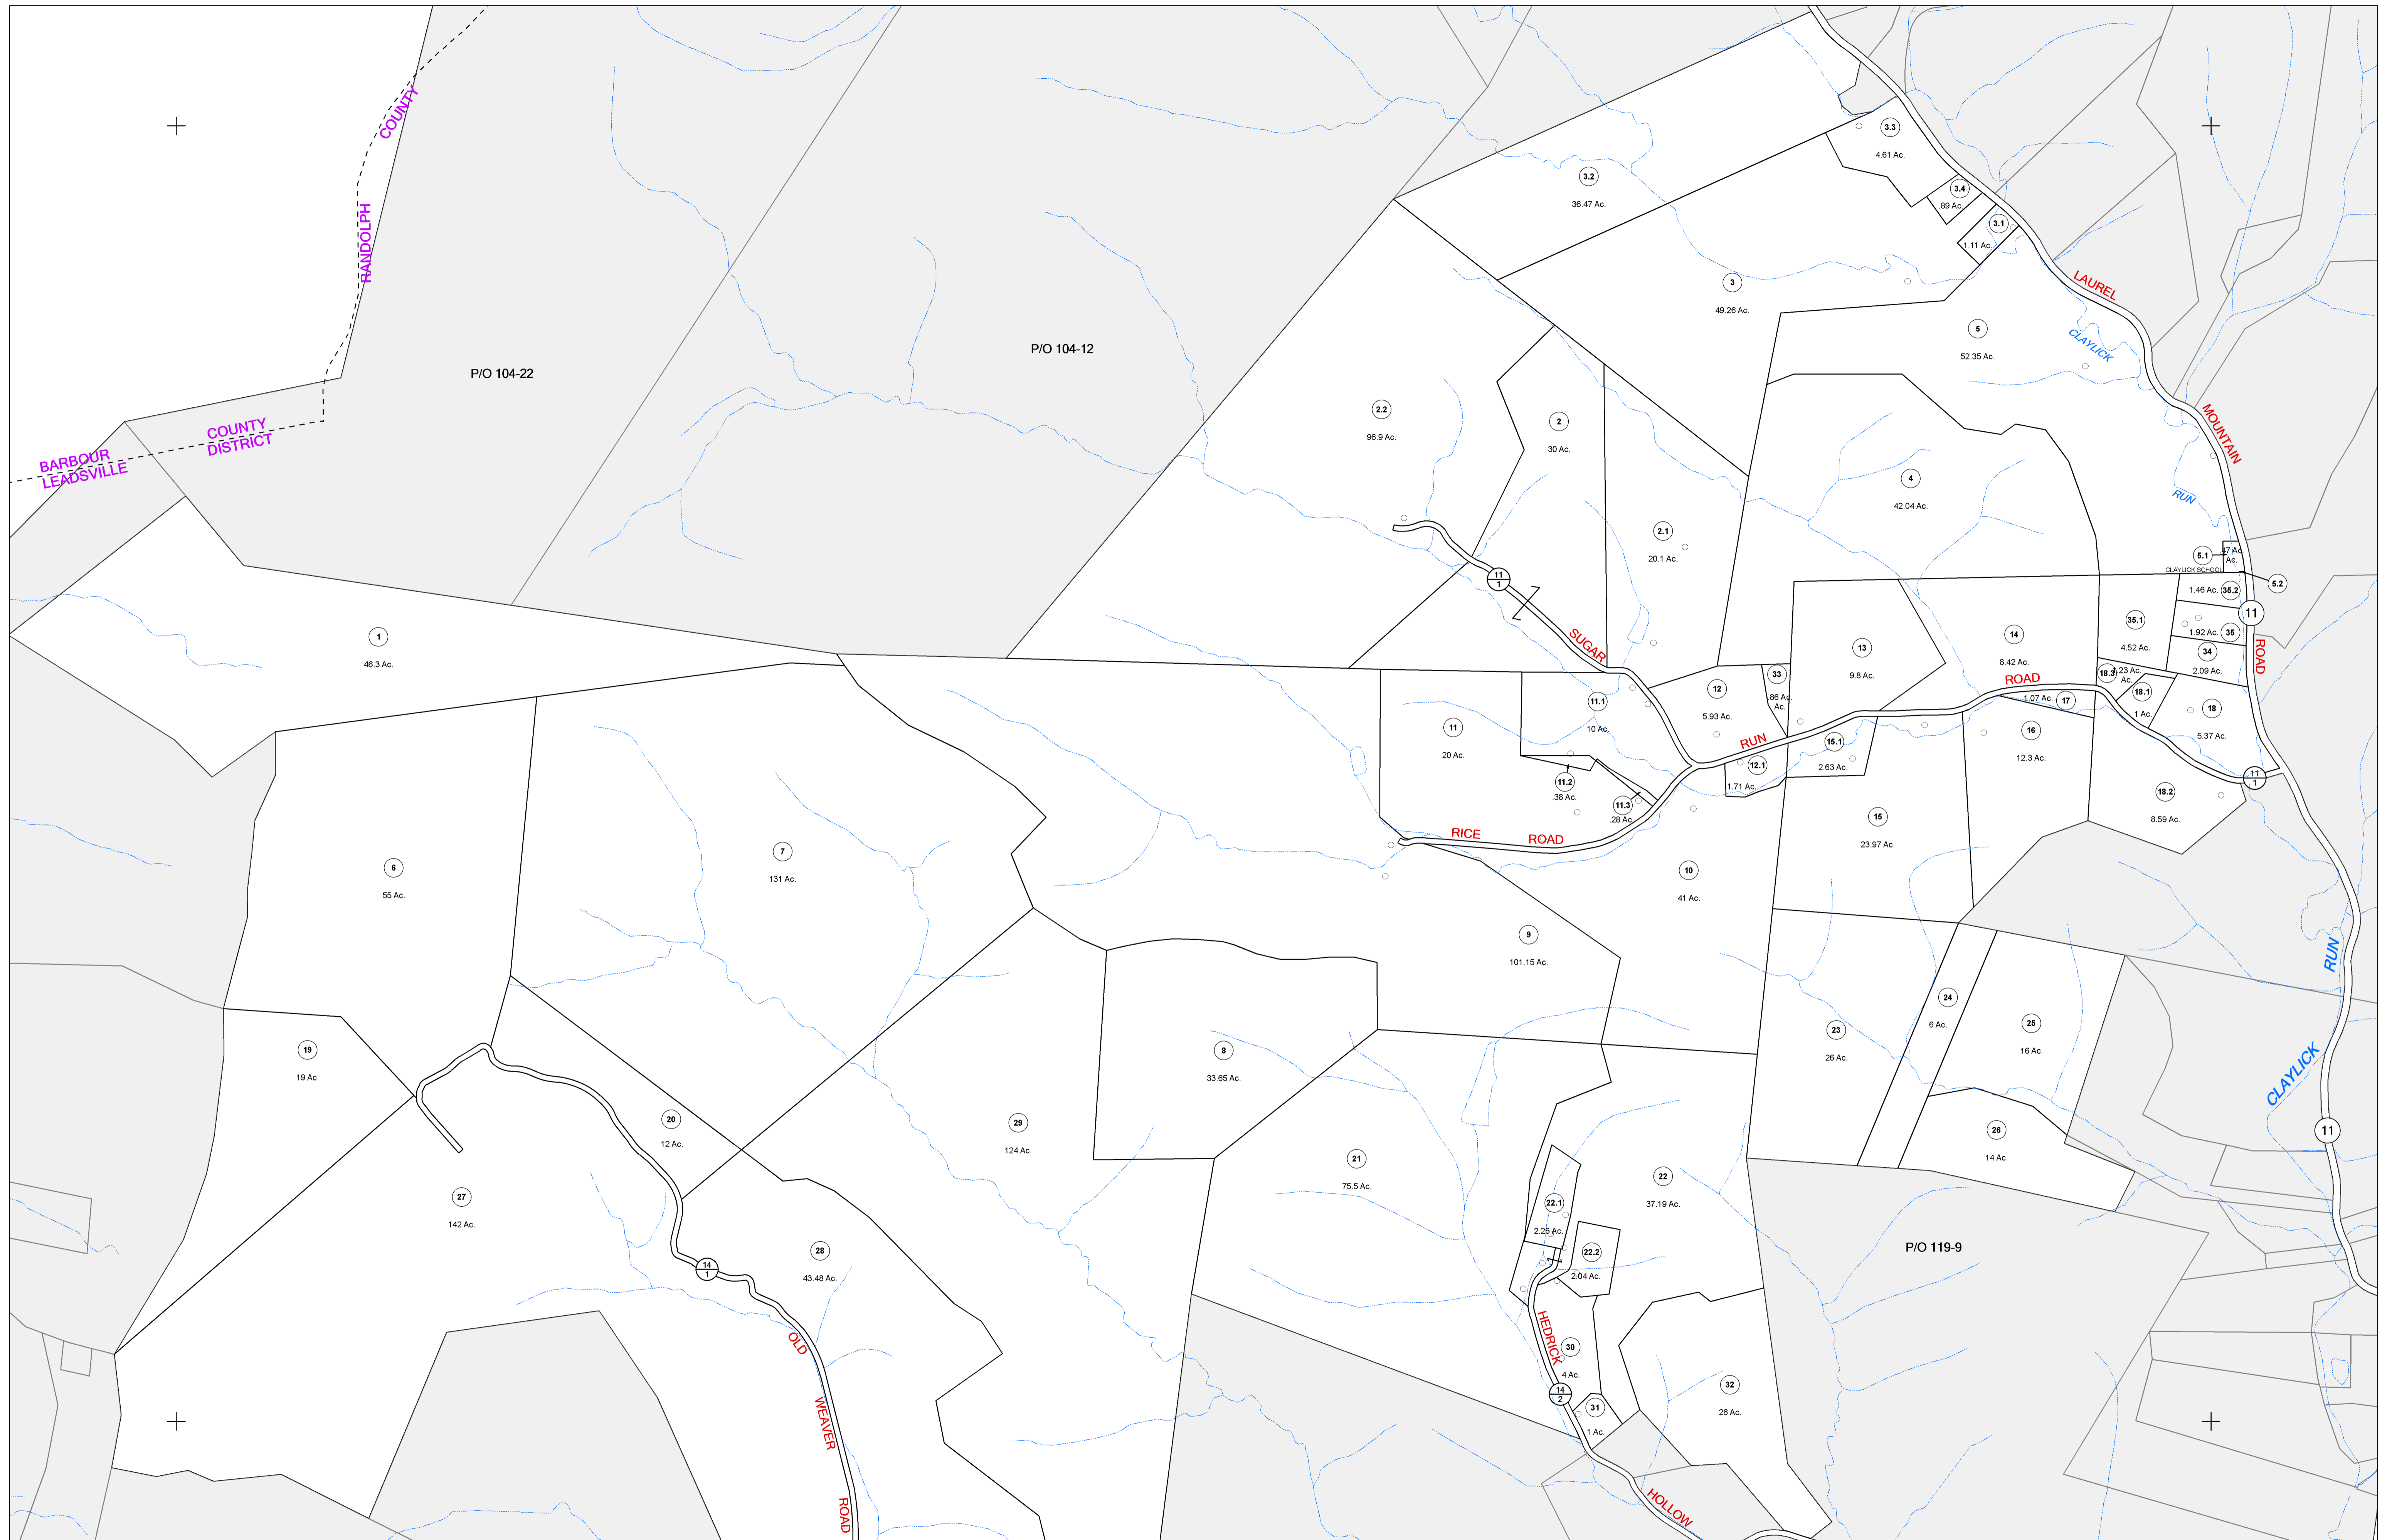 COUNTY
RANDOLPH
COUNTY
DISTRICT
BARBOUR
LEADSVILLE
P/O 104-22
P/O 104-12
3.3
4.61 Ac.
3.2
36.47 Ac.
3.4
.89 Ac.
3.1
1.11 Ac.
3
49.26 Ac.
LAUREL
MOUNTAIN
ROAD
CLAYLICK
RUN
5
52.35 Ac.
2.2
96.9 Ac.
2
30 Ac.
4
42.04 Ac.
2.1
20.1 Ac.
5.1
.47 Ac.
Ac.
CLAYLICK SCHOOL
5.2
1.46 Ac.
35.2
11
11
1
SUGAR
RUN
ROAD
1
46.3 Ac.
35.1
4.52 Ac.
1.92 Ac.
35
34
2.09 Ac.
14
8.42 Ac.
13
9.8 Ac.
33
.86 Ac.
Ac.
12
5.93 Ac.
18.3
Ac.
18.1
1 Ac.
1.07 Ac.
17
18
5.37 Ac.
11.1
10 Ac.
11
20 Ac.
16
12.3 Ac.
15.1
2.63 Ac.
12.1
1.71 Ac.
11.2
.38 Ac.
11.3
.28 Ac.
11
1
18.2
8.59 Ac.
RICE
ROAD
15
23.97 Ac.
7
131 Ac.
6
55 Ac.
10
41 Ac.
9
101.15 Ac.
RUN
CLAYLICK
24
6 Ac.
25
16 Ac.
23
26 Ac.
19
19 Ac.
8
33.65 Ac.
20
12 Ac.
29
124 Ac.
26
14 Ac.
11
21
75.5 Ac.
22
37.19 Ac.
27
142 Ac.
22.1
2.26 Ac.
22.2
2.04 Ac.
28
43.48 Ac.
P/O 119-9
14
1
OLD
WEAVER
ROAD
HEDRICK
HOLLOW
30
4 Ac.
14
2
31
1 Ac.
32
26 Ac.